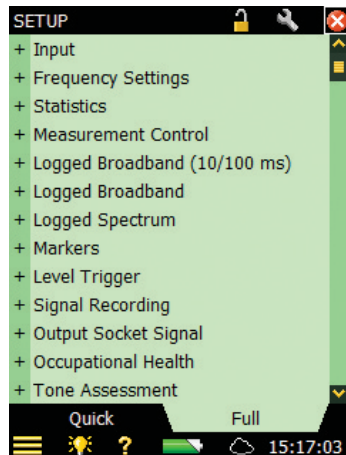 SETUP
+ Input
+ Frequency Settings
+ Statistics
+ Measurement Control
+ Logged Broadband (10/100 ms)
+ Logged Broadband
+ Logged Spectrum
+ Markers
+ Level Trigger
+ Signal Recording
+ Output Socket Signal
+ Occupational Health
+ Tone Assessment
Quick Full
? 15:17:03